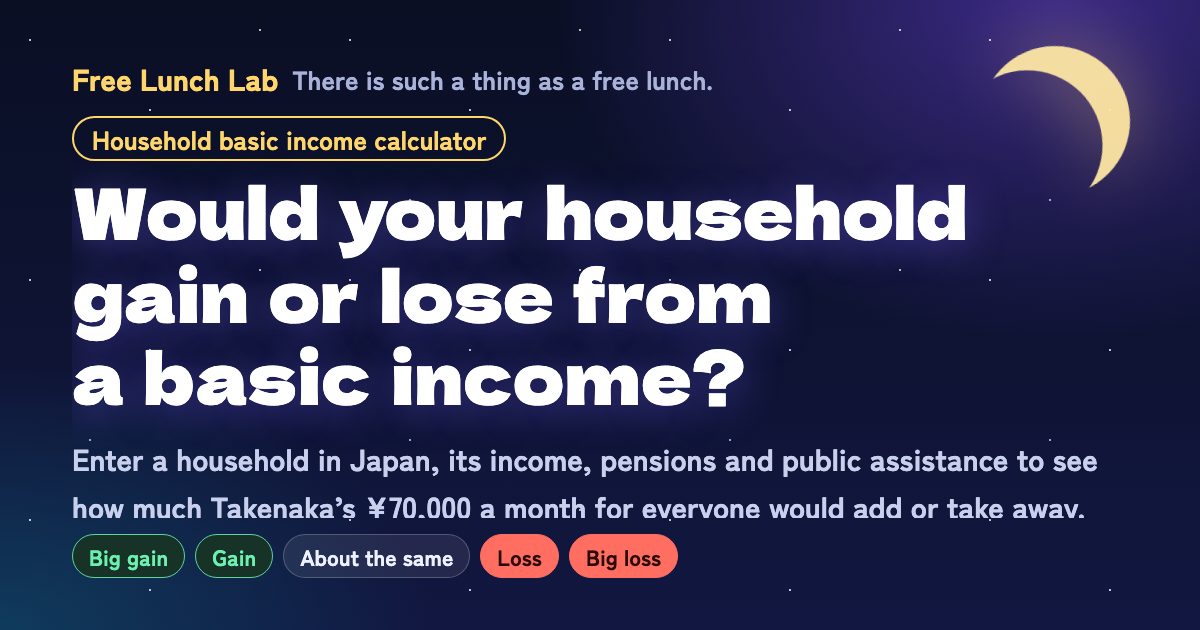 Free Lunch Lab There is such a thing as a free lunch.
Household basic income calculator
Would your household
gain or lose from
a basic income?
Enter a household in Japan, its income, pensions and public assistance to see
how much Takenaka’s ¥70,000 a month for everyone would add or take away.
Big gain Gain About the same Loss Big loss